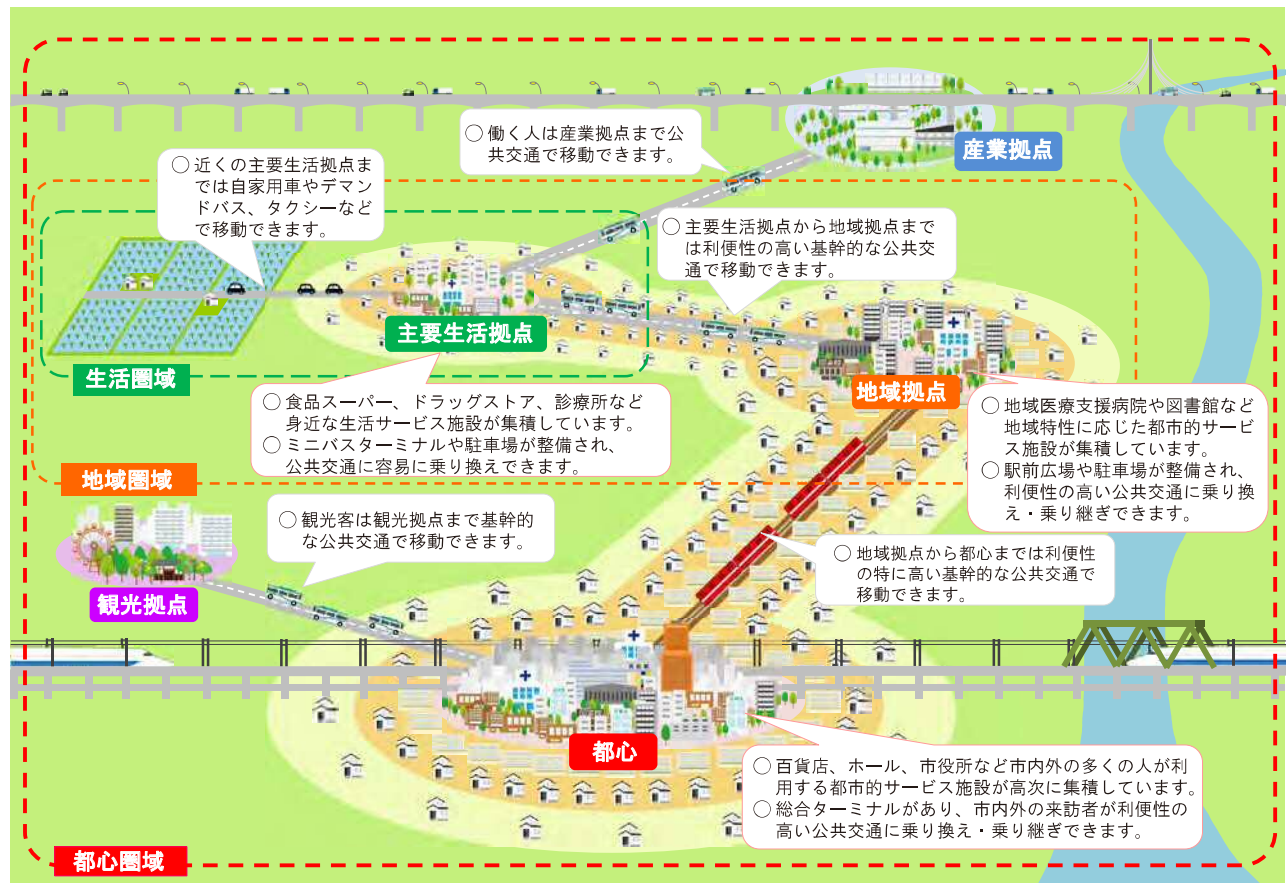 ○ 働く人は産業拠点まで公
共交通で移動できます。
産業拠点
○ 近くの主要生活拠点ま
では自家用車やデマン
ドバス、タクシーなど
で移動できます。
○ 主要生活拠点から地域拠点まで
は利便性の高い基幹的な公共交
通で移動できます。
主要生活拠点
生活圏域
地域拠点
○ 食品スーパー、ドラッグストア、診療所など
身近な生活サービス施設が集積しています。
○ ミニバスターミナルや駐車場が整備され、
公共交通に容易に乗り換えできます。
○ 地域医療支援病院や図書館など
地域特性に応じた都市的サービ
ス施設が集積しています。
○ 駅前広場や駐車場が整備され、
利便性の高い公共交通に乗り換
え・乗り継ぎできます。
地域圏域
○ 観光客は観光拠点まで基幹的
な公共交通で移動できます。
○ 地域拠点から都心までは利便性
の特に高い基幹的な公共交通で
移動できます。
観光拠点
都心
○ 百貨店、ホール、市役所など市内外の多くの人が利
用する都市的サービス施設が高次に集積しています。
○ 総合ターミナルがあり、市内外の来訪者が利便性の
高い公共交通に乗り換え・乗り継ぎできます。
都心圏域